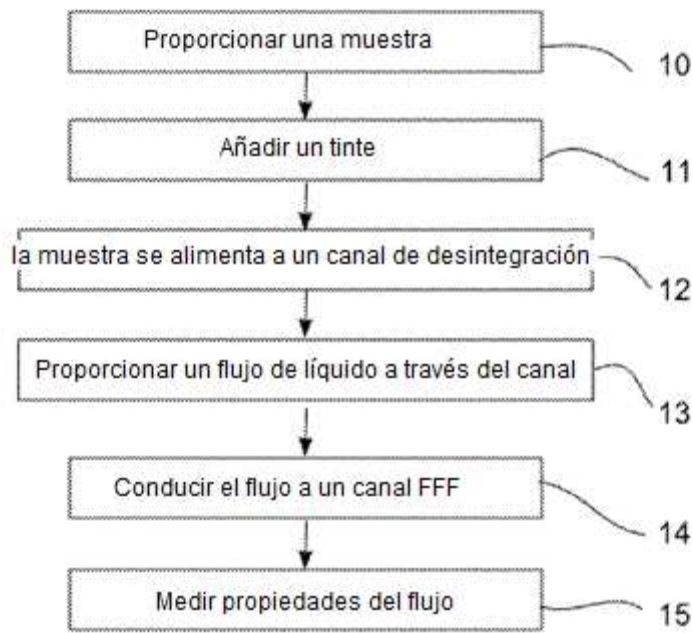 Proporcionar una muestra
10
Añadir un tinte
11
la muestra se alimenta a un canal de desintegración
12
Proporcionar un flujo de líquido a través del canal
13
Conducir el flujo a un canal FFF
14
Medir propiedades del flujo
15